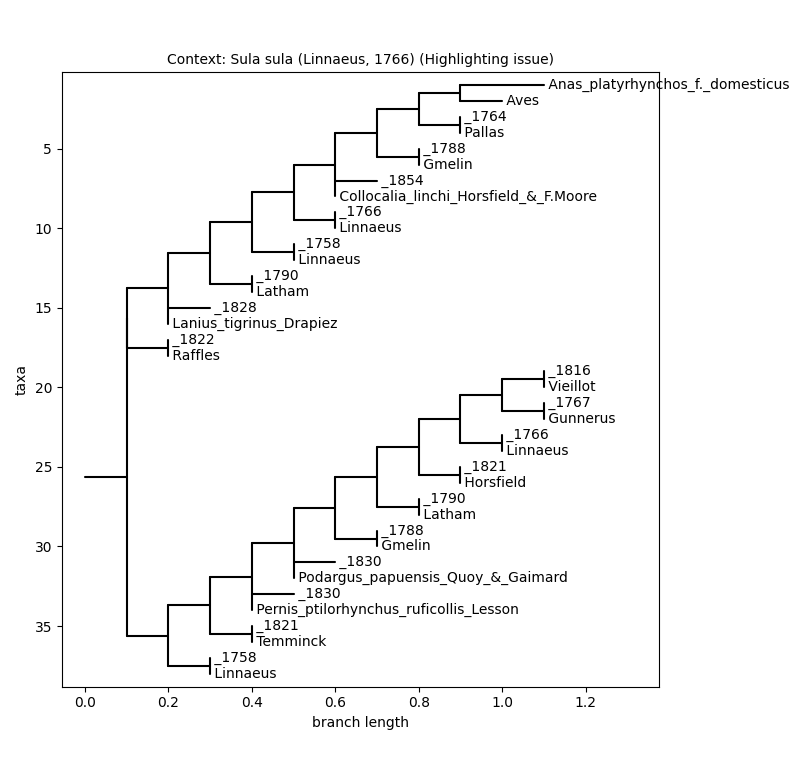 Context: Sula sula (Linnaeus, 1766) (Highlighting issue)
Anas_platyrhynchos_f._domesticus
Aves
_1764
Pallas
_1788
Gmelin
_1854
Collocalia_linchi_Horsfield_&_F.Moore
_1766
Linnaeus
_1758
Linnaeus
_1790
Latham
_1828
Lanius_tigrinus_Drapiez
_1822
Raffles
_1816
Vieillot
_1767
Gunnerus
_1766
Linnaeus
_1821
Horsfield
_1790
Latham
_1788
Gmelin
_1830
Podargus_papuensis_Quoy_&_Gaimard
_1830
Pernis_ptilorhynchus_ruficollis_Lesson
_1821
Temminck
_1758
Linnaeus
5
10
15
20
25
30
35
taxa
0.0 0.2 0.4 0.6 0.8 1.0 1.2
branch length